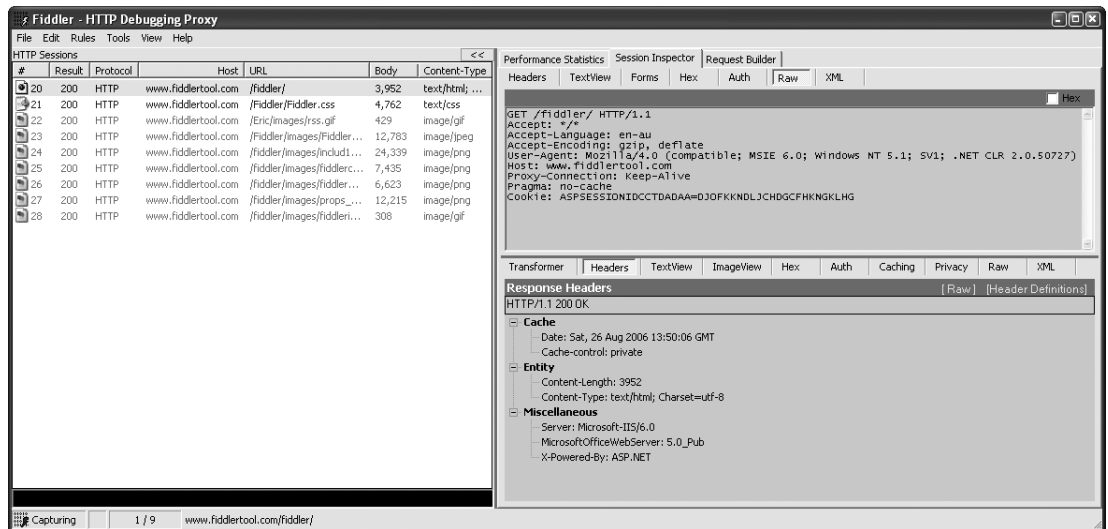 Fiddler - HTTP Debugging Proxy
File Edit Rules Tools View Help
HTTP Sessions <<
# Result Protocol Host URL Body Content-Type
20 200 HTTP www.fiddlertool.com /fiddler/ 3,952 text/html; ...
21 200 HTTP www.fiddlertool.com /Fiddler/Fiddler.css 4,762 text/css
22 200 HTTP www.fiddlertool.com /Eric/images/rss.gif 429 image/gif
23 200 HTTP www.fiddlertool.com /Fiddler/images/Fiddler... 12,783 image/jpeg
24 200 HTTP www.fiddlertool.com /fiddler/images/includ1... 24,339 image/png
25 200 HTTP www.fiddlertool.com /fiddler/images/fiddlerc... 7,435 image/png
26 200 HTTP www.fiddlertool.com /fiddler/images/fiddler... 6,623 image/png
27 200 HTTP www.fiddlertool.com /fiddler/images/props_... 12,215 image/png
28 200 HTTP www.fiddlertool.com /fiddler/images/fiddleri... 308 image/gif
Performance Statistics Session Inspector Request Builder
Headers TextView Forms Hex Auth Raw XML
Hex
GET /fiddler/ HTTP/1.1
Accept: */*
Accept-Language: en-au
Accept-Encoding: gzip, deflate
User-Agent: Mozilla/4.0 (compatible; MSIE 6.0; Windows NT 5.1; SV1; .NET CLR 2.0.50727)
Host: www.fiddlertool.com
Proxy-Connection: Keep-Alive
Pragma: no-cache
Cookie: ASPSESSIONIDCCTDADAA=DJOFKKNDLJCHDGCFHKNGKLHG
Transformer Headers TextView ImageView Hex Auth Caching Privacy Raw XML
Response Headers [Raw] [Header Definitions]
HTTP/1.1 200 OK
Cache
Date: Sat, 26 Aug 2006 13:50:06 GMT
Cache-control: private
Entity
Content-Length: 3952
Content-Type: text/html; Charset=utf-8
Miscellaneous
Server: Microsoft-IIS/6.0
MicrosoftOfficeWebServer: 5.0_Pub
X-Powered-By: ASP.NET
Capturing 1 / 9 www.fiddlertool.com/fiddler/